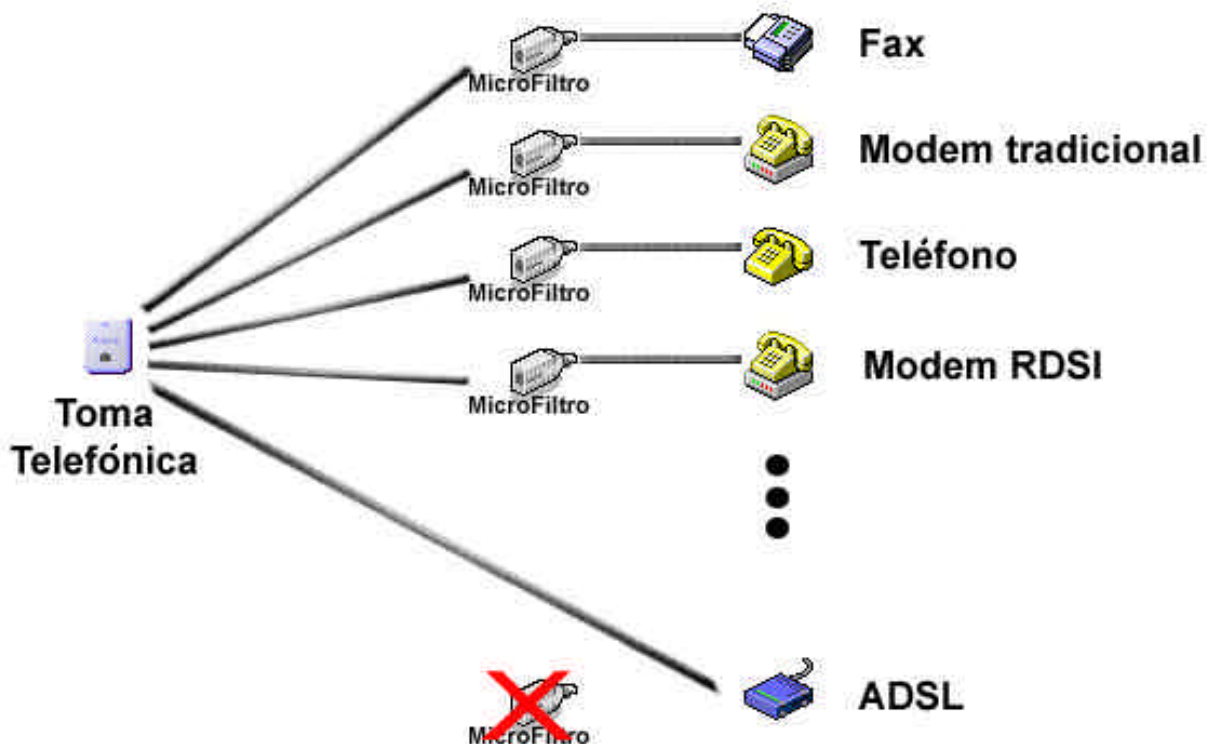 Fax
MicroFiltro
Modem tradicional
MicroFiltro
Teléfono
MicroFiltro
Modem RDSI
MicroFiltro
Toma
Telefónica
ADSL
MicroFiltro